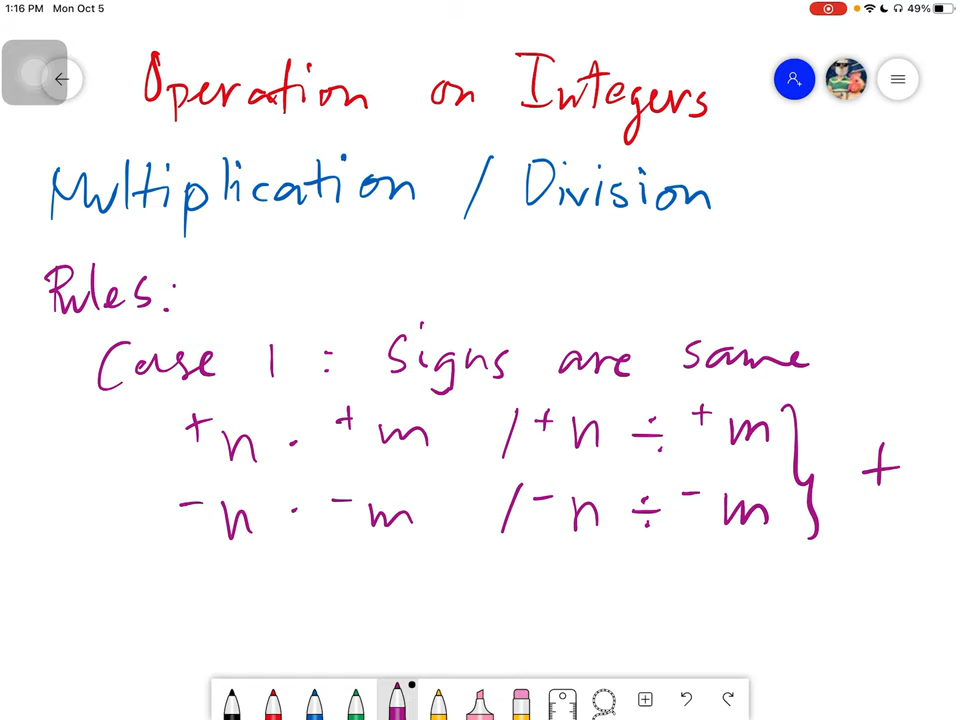 1:16 PM Mon Oct 5 49%
Operation on Integers
Multiplication / Division
Rules:
Case 1 : Signs are same
⁺n · ⁺m / ⁺n ÷ ⁺m } +
⁻n · ⁻m / ⁻n ÷ ⁻m